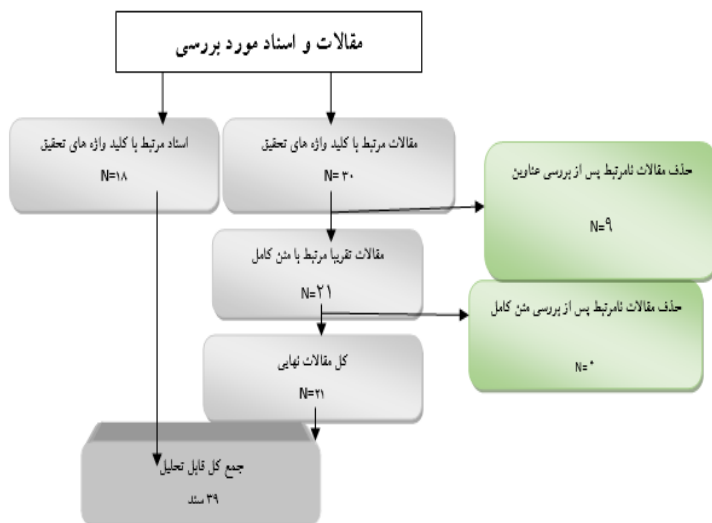 مقالات و اسناد مورد بررسی
مقالات مرتبط با کلید واژه های تحقیق
N= ۳۰
اسناد مرتبط با کلید واژه های تحقیق
N=۱۸
حذف مقالات نامرتبط پس از بررسی عناوین
N=۹
مقالات تقریبا مرتبط با متن کامل
N=۲۱
حذف مقالات نامرتبط پس از بررسی متن کامل
N= ۰
کل مقالات نهایی
N=۲۱
جمع کل قابل تحلیل
۳۹ سند